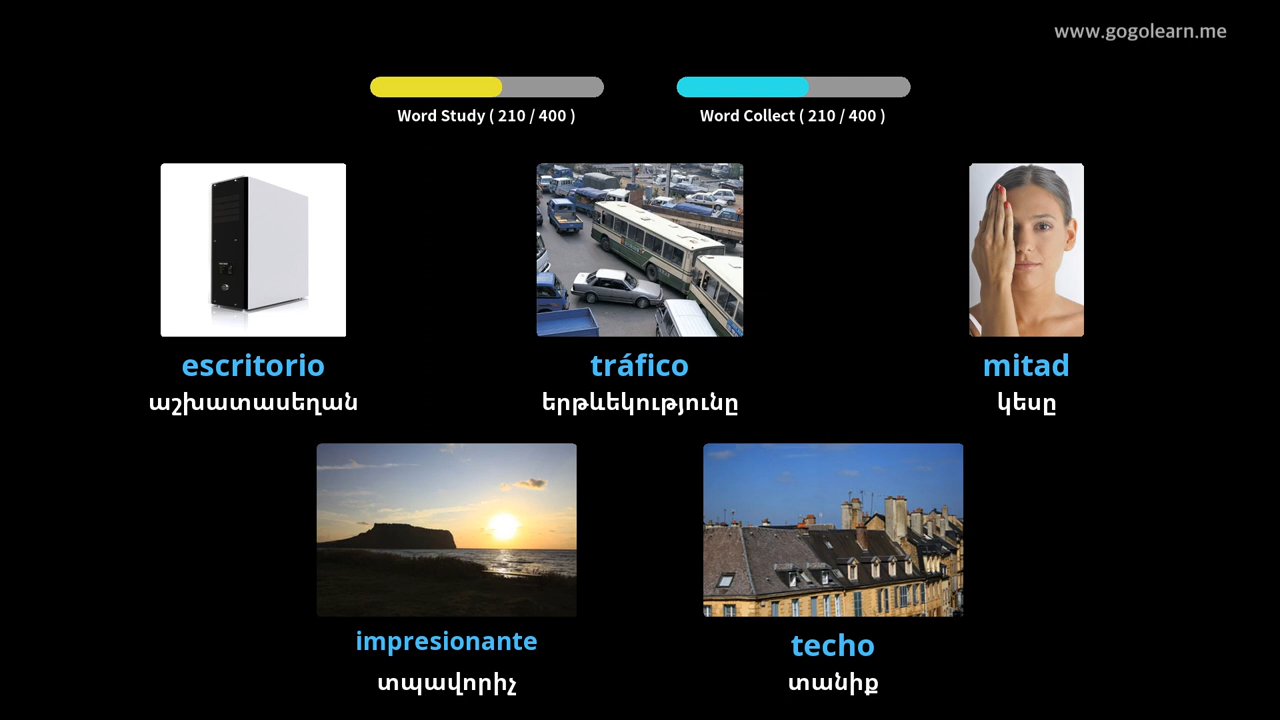 www.gogolearn.me
Word Study ( 210 / 400 )
Word Collect ( 210 / 400 )
escritorio
աշխատասեղան
tráfico
երթևեկությունը
mitad
կեսը
impresionante
տպավորիչ
techo
տանիք